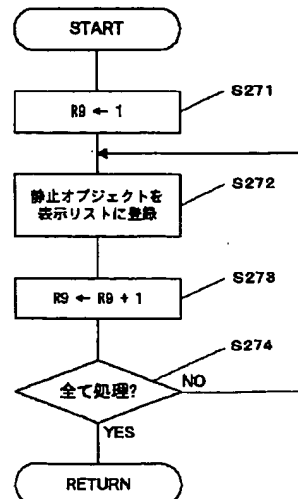 START
S271
R9 ← 1
S272
静止オブジェクトを
表示リストに登録
S273
R9 ← R9 + 1
S274
全て処理?
NO
YES
RETURN